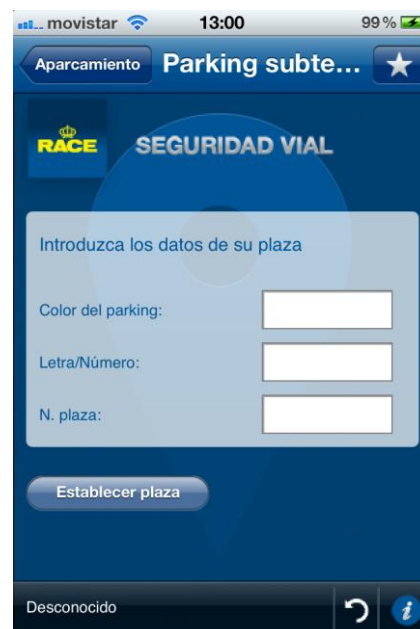 movistar 13:00 99 %
Aparcamiento Parking subte...
RACE SEGURIDAD VIAL
Introduzca los datos de su plaza
Color del parking:
Letra/Número:
N. plaza:
Establecer plaza
Desconocido i